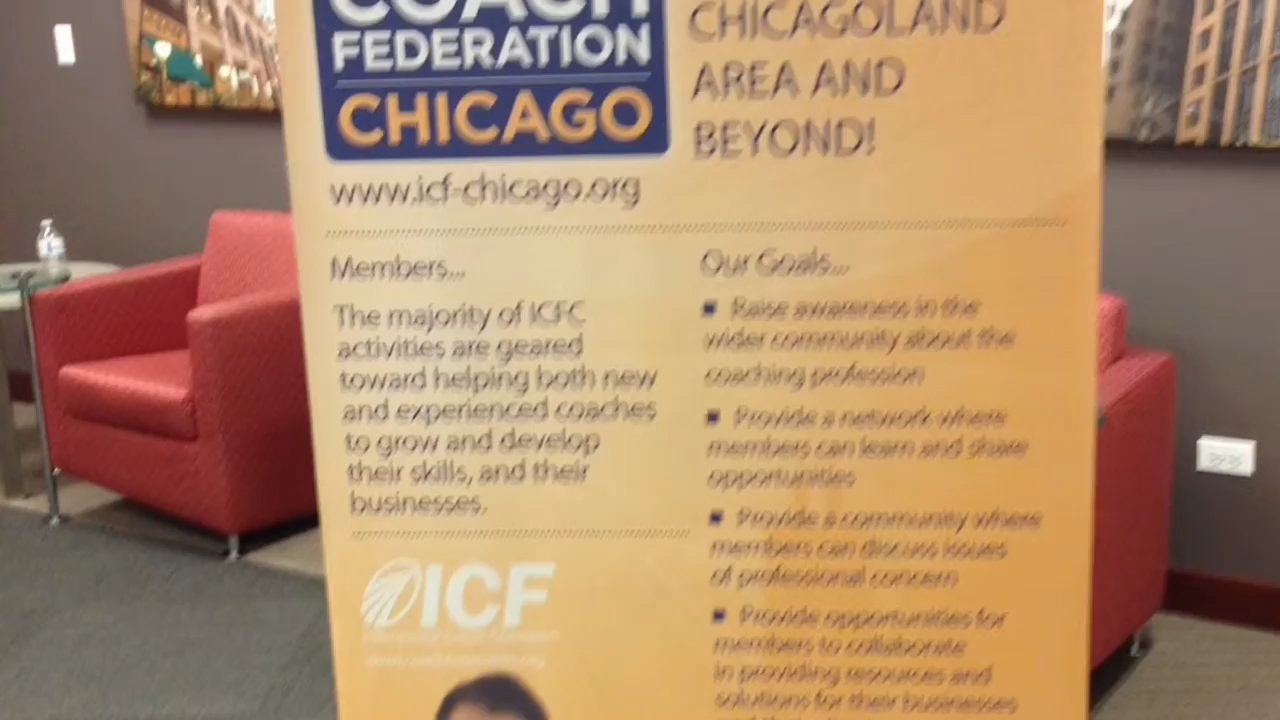 COACH
FEDERATION
CHICAGO
www.icf-chicago.org
CHICAGOLAND
AREA AND
BEYOND!
Members...
The majority of ICFC
activities are geared
toward helping both new
and experienced coaches
to grow and develop
their skills, and their
businesses.
ICF
Our Goals...
Raise awareness in the
wider community about the
coaching profession
Provide a network where
members can learn and share
opportunities
Provide a community where
members can discuss issues
of professional concern
Provide opportunities for
members to collaborate
in providing resources and
solutions for their businesses